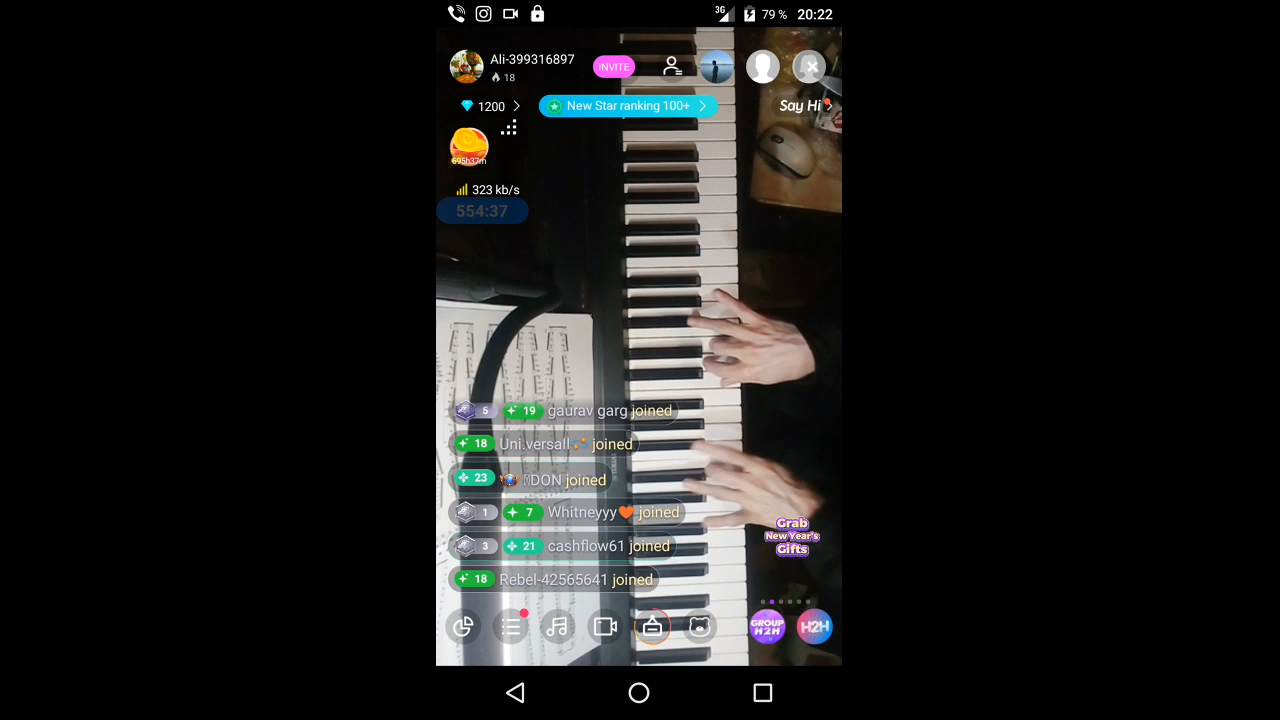 3G 79 % 20:22
Ali-399316897
18
INVITE
1200
New Star ranking 100+
Say Hi
695h37m
323 kb/s
554:37
5 19 gaurav garg joined
18 Uni.versall joined
23 DON joined
1 7 Whitneyyy joined
3 21 cashflow61 joined
18 Rebel-42565641 joined
Grab
New Year's
Gifts
GROUP
H2H
H2H